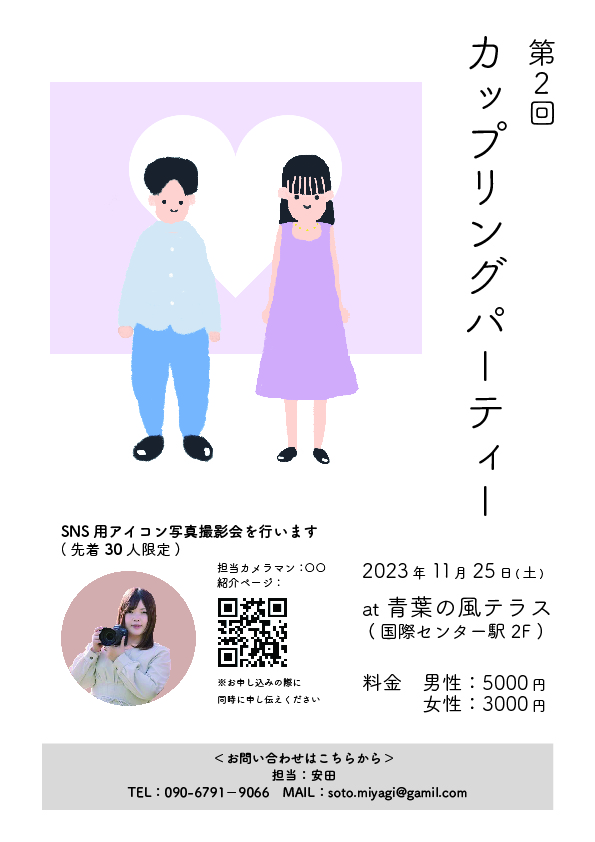 第2回
カップリングパーティー
SNS用アイコン写真撮影会を行います
(先着30人限定)
担当カメラマン:〇〇
紹介ページ:
※お申し込みの際に
同時に申し伝えください
2023年 11月 25日(土)
at 青葉の風テラス
(国際センター駅 2F)
料金 男性:5000円
女性:3000円
<お問い合わせはこちらから>
担当:安田
TEL:090-6791-9066 MAIL:soto.miyagi@gamil.com